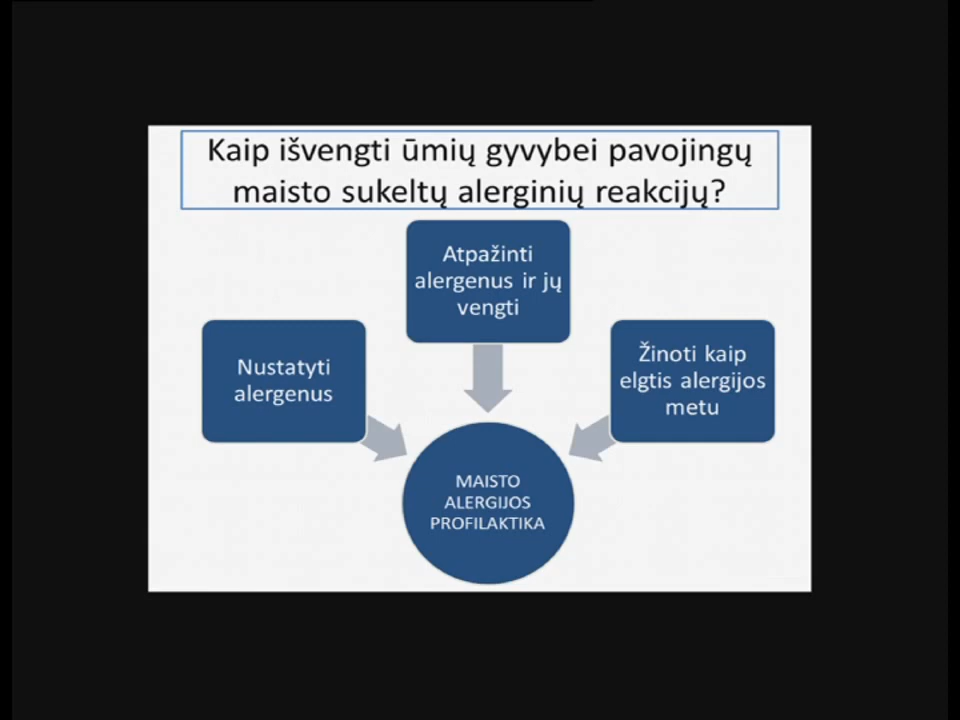 Kaip išvengti ūmių gyvybei pavojingų
maisto sukeltų alerginių reakcijų?
Atpažinti
alergenus ir jų
vengti
Nustatyti
alergenus
Žinoti kaip
elgtis alergijos
metu
MAISTO
ALERGIJOS
PROFILAKTIKA